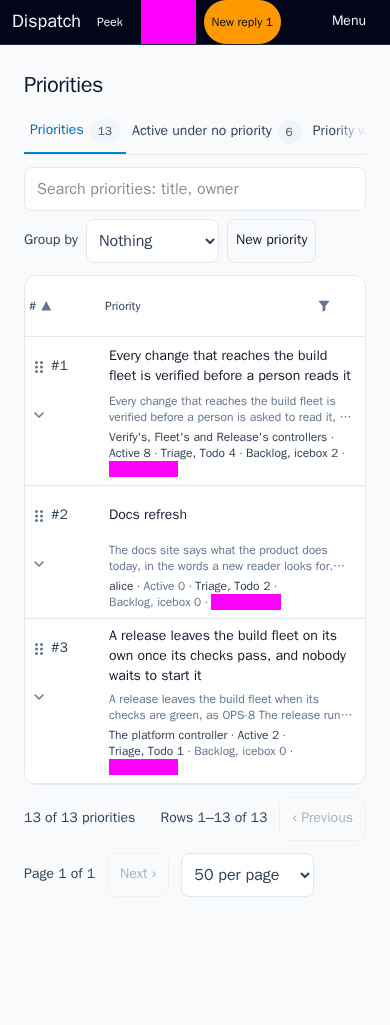 Dispatch Peek New reply 1 Menu
Priorities
Priorities 13 Active under no priority 6 Priority
Search priorities: title, owner
Group by Nothing New priority
# ▲ Priority
#1 Every change that reaches the build
fleet is verified before a person reads it
Every change that reaches the build fleet is
verified before a person is asked to read it, ···
Verify's, Fleet's and Release's controllers ·
Active 8 · Triage, Todo 4 · Backlog, icebox 2 ·
#2 Docs refresh
The docs site says what the product does
today, in the words a new reader looks for.···
alice · Active 0 · Triage, Todo 2 ·
Backlog, icebox 0 ·
#3 A release leaves the build fleet on its
own once its checks pass, and nobody
waits to start it
A release leaves the build fleet when its
checks are green, as OPS-8 The release run···
The platform controller · Active 2 ·
Triage, Todo 1 · Backlog, icebox 0 ·
13 of 13 priorities Rows 1–13 of 13 ‹ Previous
Page 1 of 1 Next › 50 per page